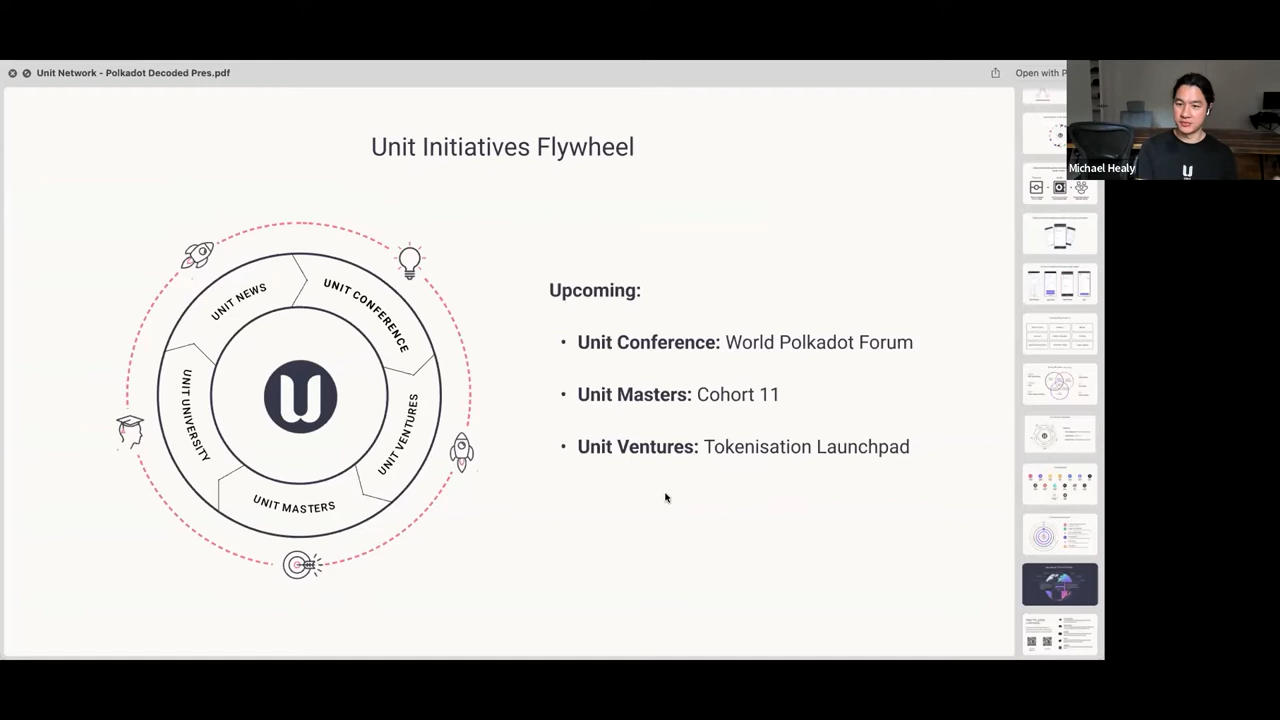 Unit Network - Polkadot Decoded Pres.pdf
Open with P
Michael Healy
Unit Initiatives Flywheel
UNIT NEWS
UNIT CONFERENCE
UNIT VENTURES
UNIT MASTERS
UNIT UNIVERSITY
Upcoming:
• Unit Conference: World Polkadot Forum
• Unit Masters: Cohort 11
• Unit Ventures: Tokenisation Launchpad